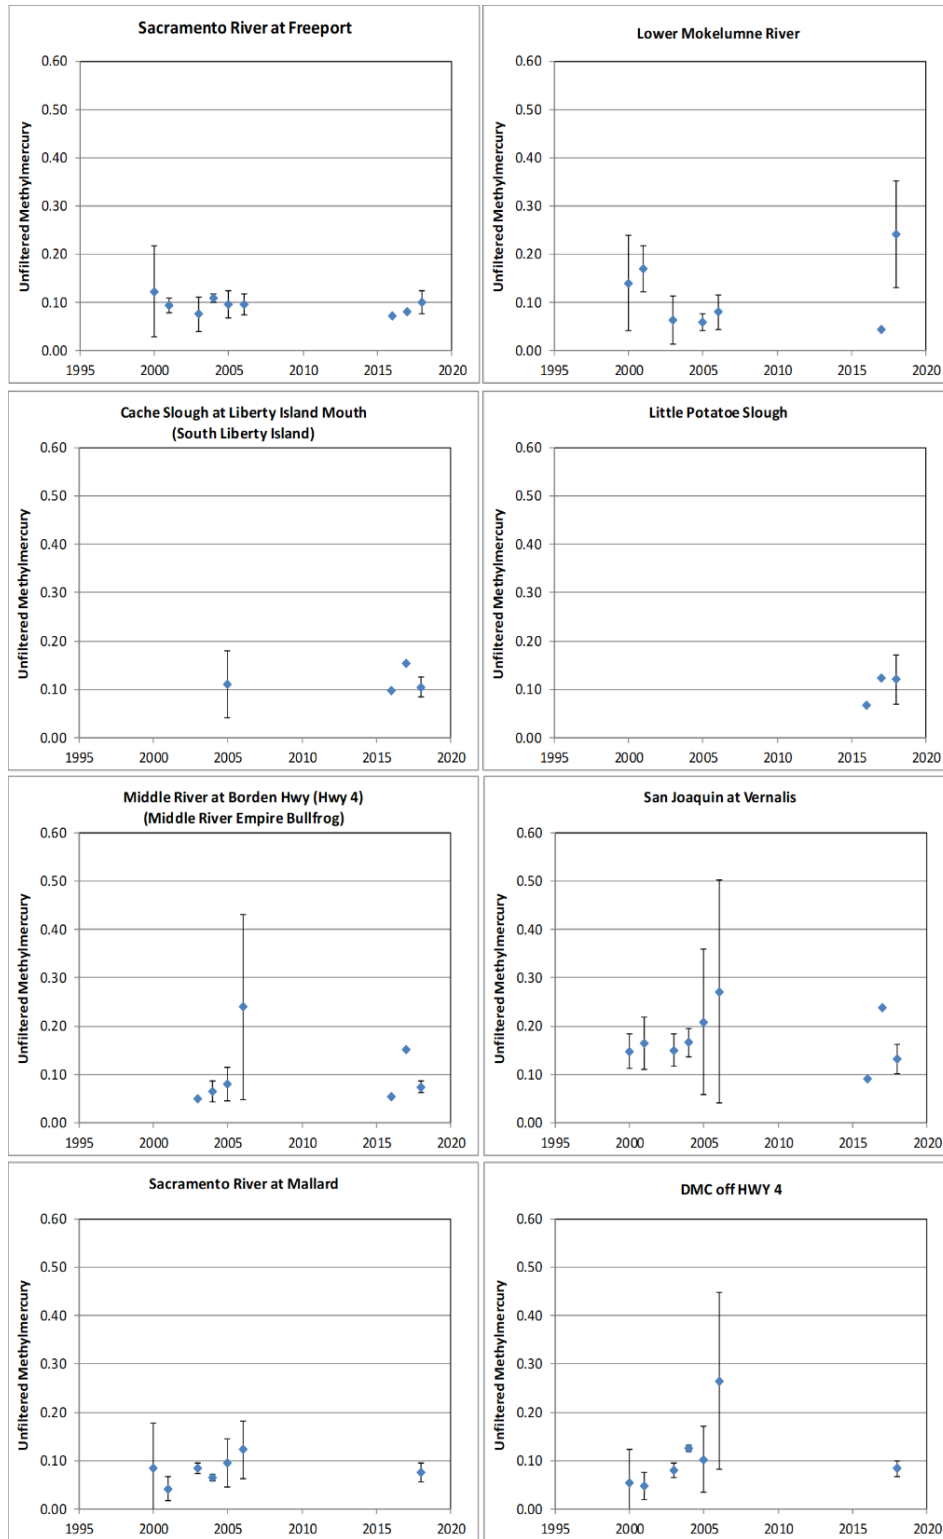 Sacramento River at Freeport
Unfiltered Methylmercury
0.60
0.50
0.40
0.30
0.20
0.10
0.00
1995 2000 2005 2010 2015 2020
Lower Mokelumne River
Unfiltered Methylmercury
0.60
0.50
0.40
0.30
0.20
0.10
0.00
1995 2000 2005 2010 2015 2020
Cache Slough at Liberty Island Mouth
(South Liberty Island)
Unfiltered Methylmercury
0.60
0.50
0.40
0.30
0.20
0.10
0.00
1995 2000 2005 2010 2015 2020
Little Potatoe Slough
Unfiltered Methylmercury
0.60
0.50
0.40
0.30
0.20
0.10
0.00
1995 2000 2005 2010 2015 2020
Middle River at Borden Hwy (Hwy 4)
(Middle River Empire Bullfrog)
Unfiltered Methylmercury
0.60
0.50
0.40
0.30
0.20
0.10
0.00
1995 2000 2005 2010 2015 2020
San Joaquin at Vernalis
Unfiltered Methylmercury
0.60
0.50
0.40
0.30
0.20
0.10
0.00
1995 2000 2005 2010 2015 2020
Sacramento River at Mallard
Unfiltered Methylmercury
0.60
0.50
0.40
0.30
0.20
0.10
0.00
1995 2000 2005 2010 2015 2020
DMC off HWY 4
Unfiltered Methylmercury
0.60
0.50
0.40
0.30
0.20
0.10
0.00
1995 2000 2005 2010 2015 2020